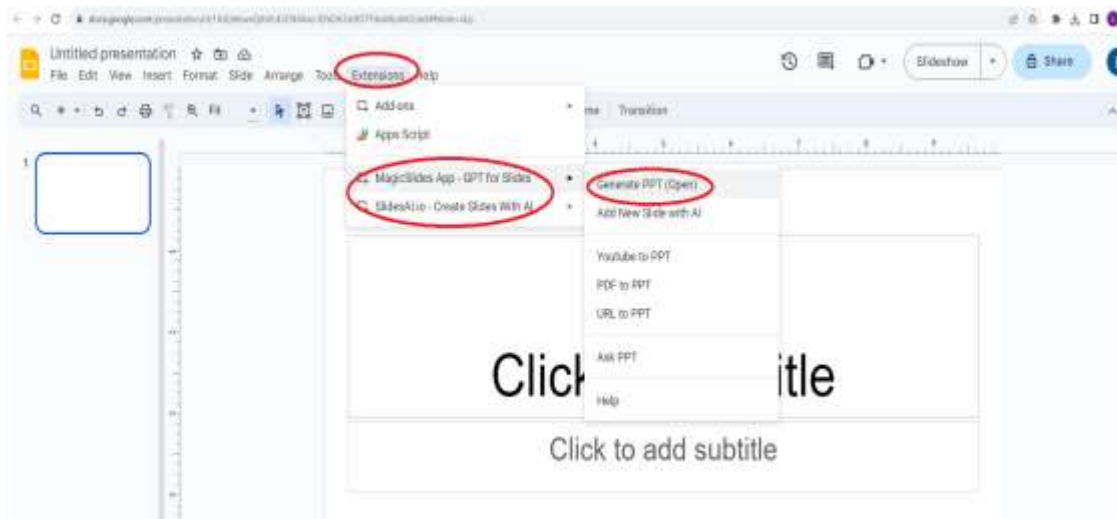 Untitled presentation
File Edit View Insert Format Slide Arrange Tools Extensions Help
Slideshow
Share
Fit
Transition
Add-ons
Apps Script
MagicSlides App - GPT for Slides
SlidesAI.io - Create Slides With AI
Generate PPT (Open)
Add New Slide with AI
Youtube to PPT
PDF to PPT
URL to PPT
Ask PPT
Help
1
Click
itle
Click to add subtitle